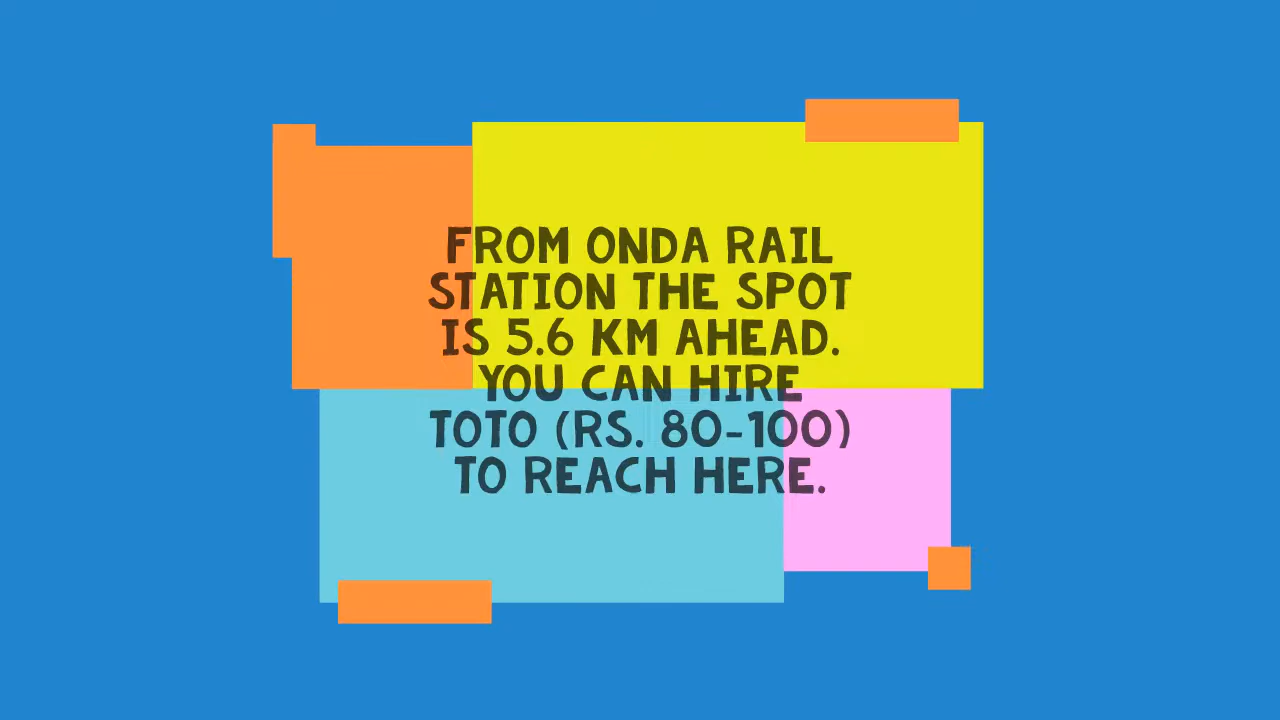 FROM ONDA RAIL
STATION THE SPOT
IS 5.6 KM AHEAD.
YOU CAN HIRE
TOTO (RS. 80-100)
TO REACH HERE.